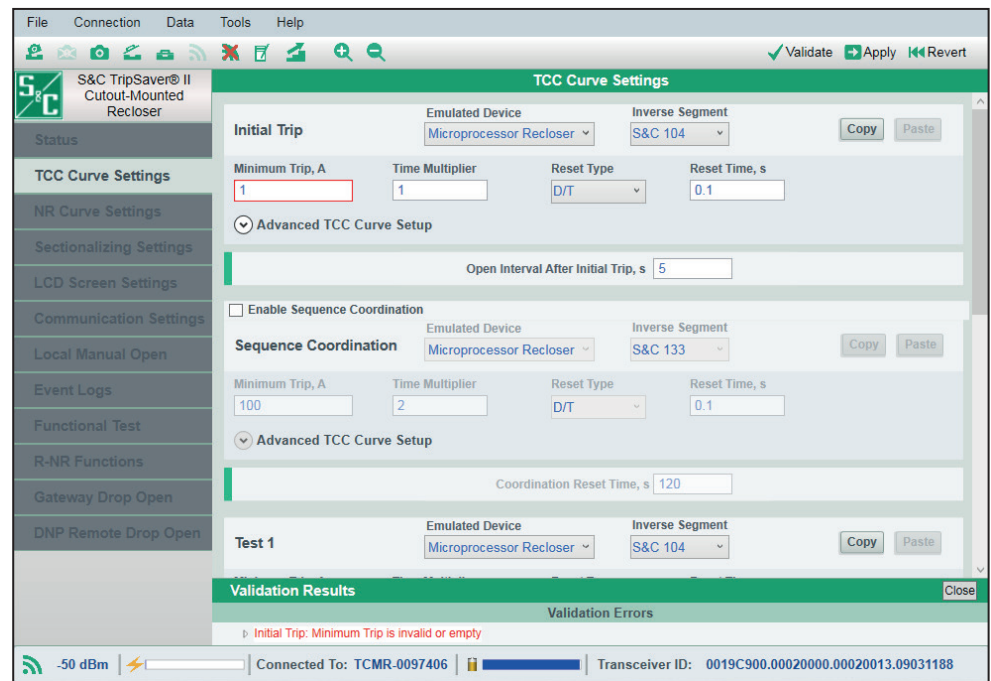 File Connection Data Tools Help
Validate Apply Revert
S&C
S&C TripSaver® II
Cutout-Mounted
Recloser
Status
TCC Curve Settings
NR Curve Settings
Sectionalizing Settings
LCD Screen Settings
Communication Settings
Local Manual Open
Event Logs
Functional Test
R-NR Functions
Gateway Drop Open
DNP Remote Drop Open
TCC Curve Settings
Emulated Device Inverse Segment
Initial Trip Microprocessor Recloser S&C 104 Copy Paste
Minimum Trip, A Time Multiplier Reset Type Reset Time, s
1 1 D/T 0.1
Advanced TCC Curve Setup
Open Interval After Initial Trip, s 5
Enable Sequence Coordination
Emulated Device Inverse Segment
Sequence Coordination Microprocessor Recloser S&C 133 Copy Paste
Minimum Trip, A Time Multiplier Reset Type Reset Time, s
100 2 D/T 0.1
Advanced TCC Curve Setup
Coordination Reset Time, s 120
Emulated Device Inverse Segment
Test 1 Microprocessor Recloser S&C 104 Copy Paste
Validation Results Close
Validation Errors
Initial Trip: Minimum Trip is invalid or empty
-50 dBm Connected To: TCMR-0097406 Transceiver ID: 0019C900.00020000.00020013.09031188